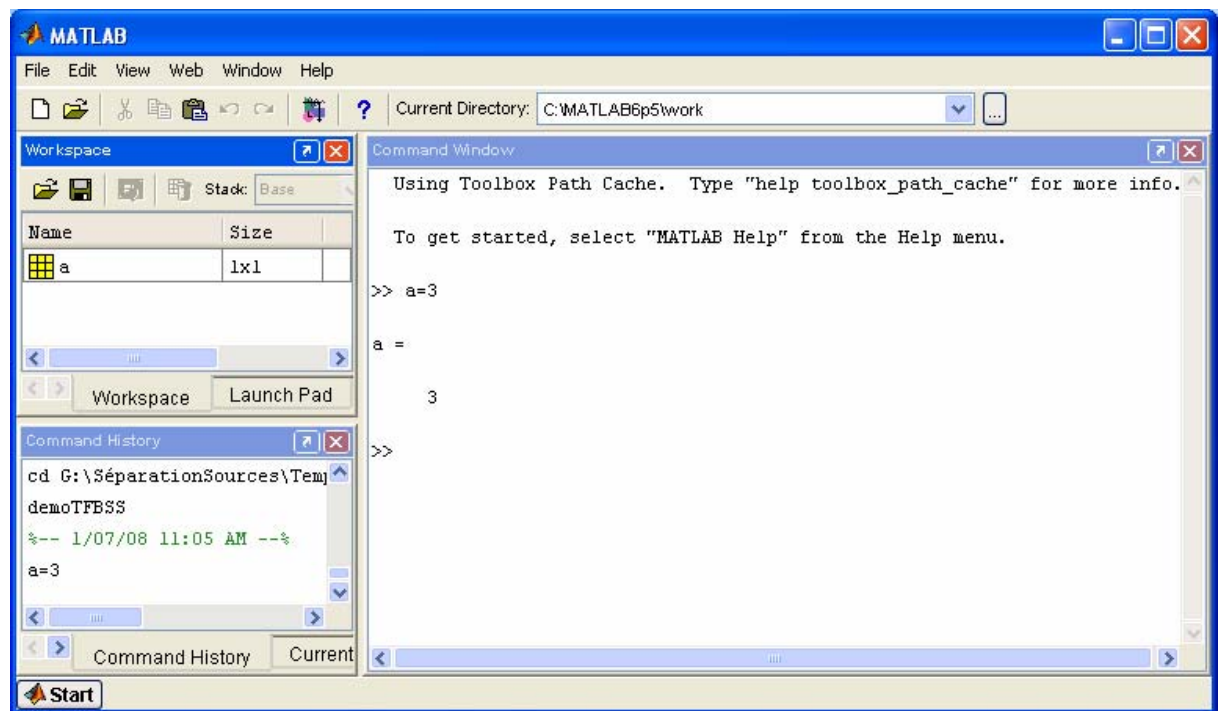 MATLAB
File Edit View Web Window Help
? Current Directory: C:\MATLAB6p5\work ...
Workspace
Stack: Base
Name Size
a 1x1
Workspace Launch Pad
Command History
cd G:\SéparationSources\Temp
demoTFBSS
%-- 1/07/08 11:05 AM --%
a=3
Command History Current
Command Window
Using Toolbox Path Cache. Type "help toolbox_path_cache" for more info.
To get started, select "MATLAB Help" from the Help menu.
>> a=3
a =
3
>>
Start